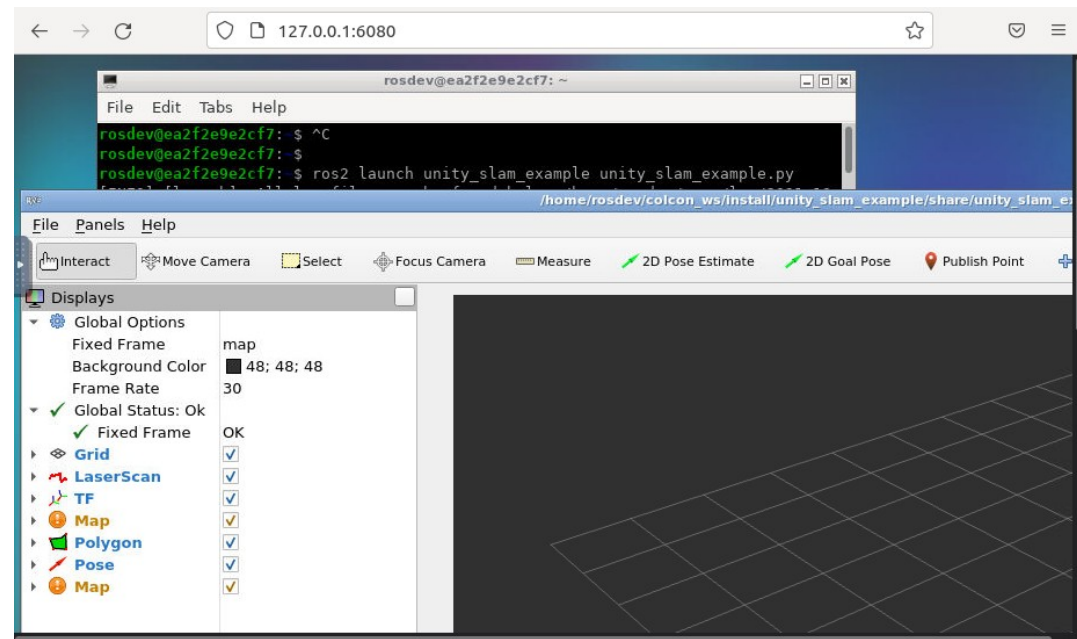 127.0.0.1:6080
rosdev@ea2f2e9e2cf7: ~
File Edit Tabs Help
rosdev@ea2f2e9e2cf7:~$ ^C
rosdev@ea2f2e9e2cf7:~$
rosdev@ea2f2e9e2cf7:~$ ros2 launch unity_slam_example unity_slam_example.py
/home/rosdev/colcon_ws/install/unity_slam_example/share/unity_slam_e
File Panels Help
Interact Move Camera Select Focus Camera Measure 2D Pose Estimate 2D Goal Pose Publish Point
Displays
Global Options
Fixed Frame map
Background Color 48; 48; 48
Frame Rate 30
Global Status: Ok
Fixed Frame OK
Grid
LaserScan
TF
Map
Polygon
Pose
Map